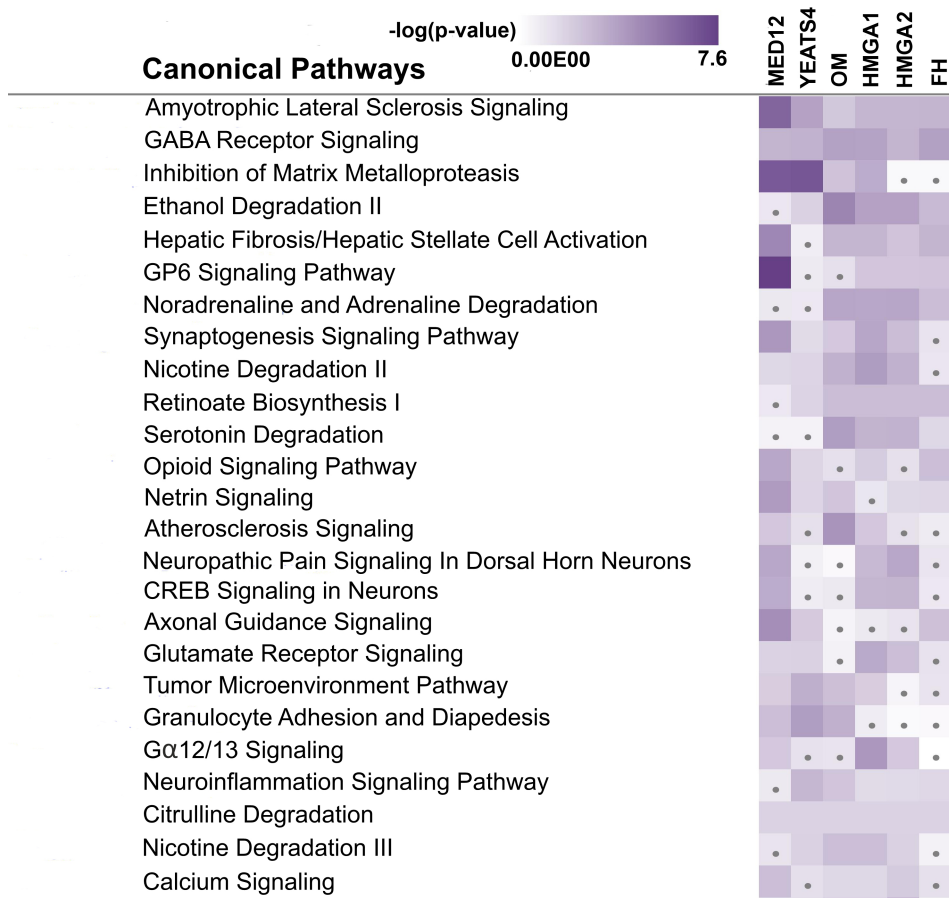 -log(p-value)
0.00E00 7.6
MED12
YEATS4
OM
HMGA1
HMGA2
FH
Canonical Pathways
Amyotrophic Lateral Sclerosis Signaling
GABA Receptor Signaling
Inhibition of Matrix Metalloproteasis
Ethanol Degradation II
Hepatic Fibrosis/Hepatic Stellate Cell Activation
GP6 Signaling Pathway
Noradrenaline and Adrenaline Degradation
Synaptogenesis Signaling Pathway
Nicotine Degradation II
Retinoate Biosynthesis I
Serotonin Degradation
Opioid Signaling Pathway
Netrin Signaling
Atherosclerosis Signaling
Neuropathic Pain Signaling In Dorsal Horn Neurons
CREB Signaling in Neurons
Axonal Guidance Signaling
Glutamate Receptor Signaling
Tumor Microenvironment Pathway
Granulocyte Adhesion and Diapedesis
Gα12/13 Signaling
Neuroinflammation Signaling Pathway
Citrulline Degradation
Nicotine Degradation III
Calcium Signaling